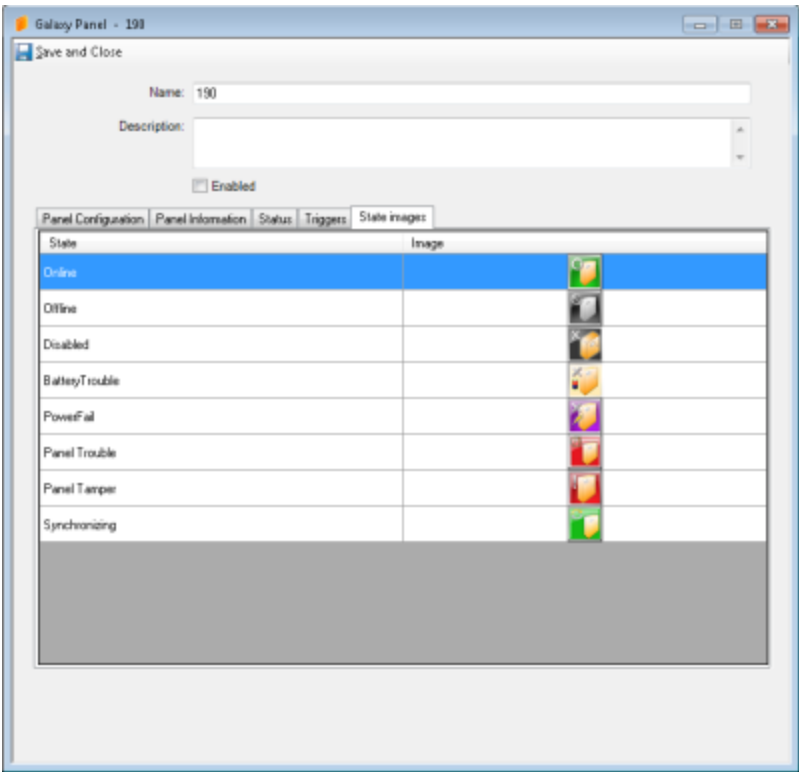 Galaxy Panel - 190
Save and Close
Name: 190
Description:
Enabled
Panel Configuration Panel Information Status Triggers State images
State Image
Online
Offline
Disabled
BatteryTrouble
PowerFail
Panel Trouble
Panel Tamper
Synchronizing